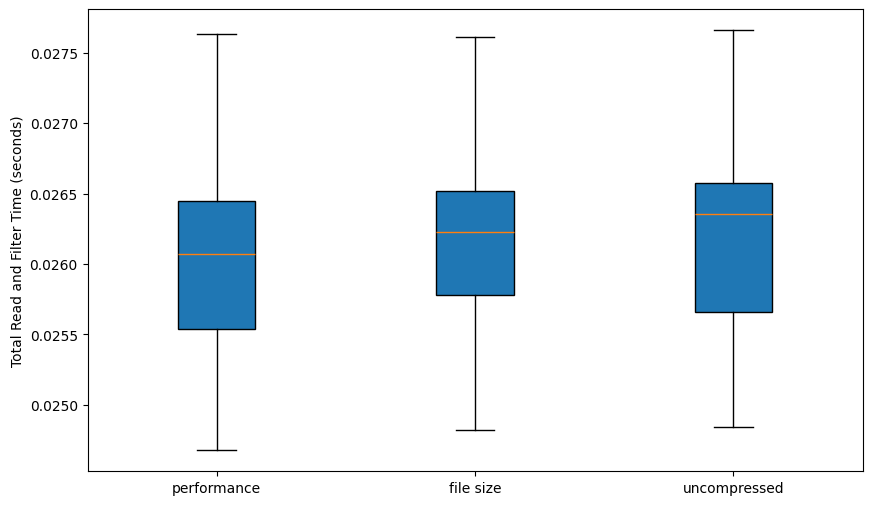 Total Read and Filter Time (seconds)
0.0275
0.0270
0.0265
0.0260
0.0255
0.0250
performance
file size
uncompressed